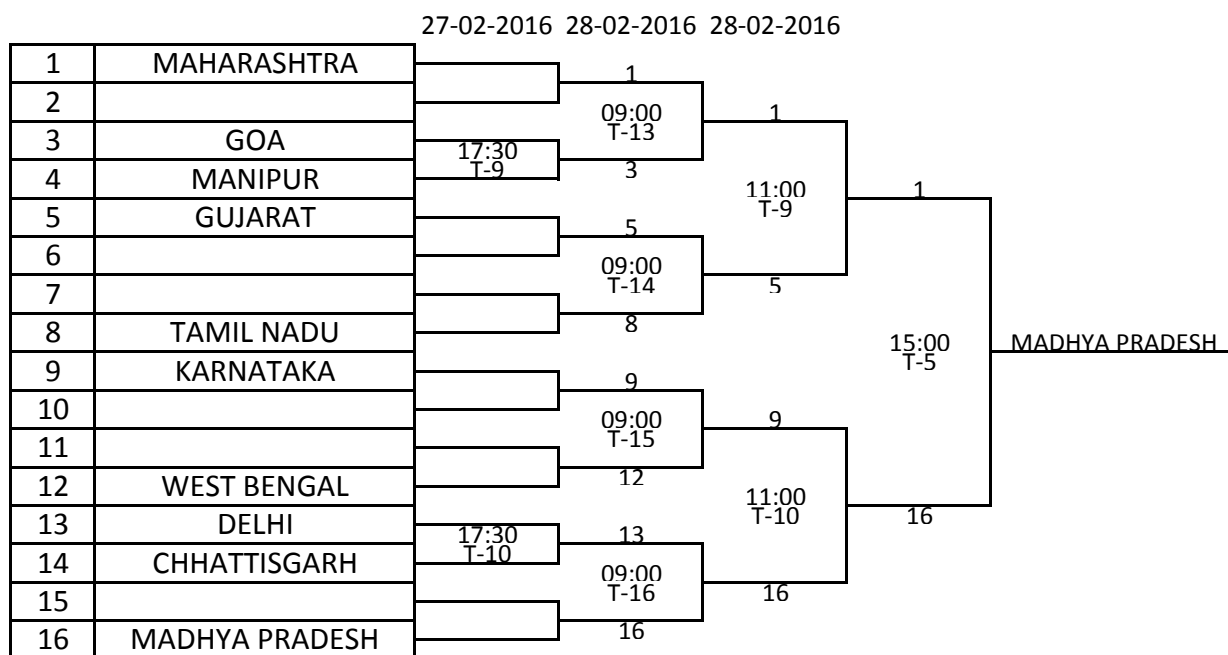 27-02-2016 28-02-2016 28-02-2016
1 MAHARASHTRA
1
2
09:00
T-13
1
3 GOA
17:30
T-9
3
4 MANIPUR
11:00
T-9
1
5 GUJARAT
5
6
09:00
T-14
5
7
8 TAMIL NADU
8
15:00
T-5
MADHYA PRADESH
9 KARNATAKA
9
10
09:00
T-15
9
11
12 WEST BENGAL
12
11:00
T-10
16
13 DELHI
17:30
T-10
13
14 CHHATTISGARH
09:00
T-16
16
15
16 MADHYA PRADESH
16